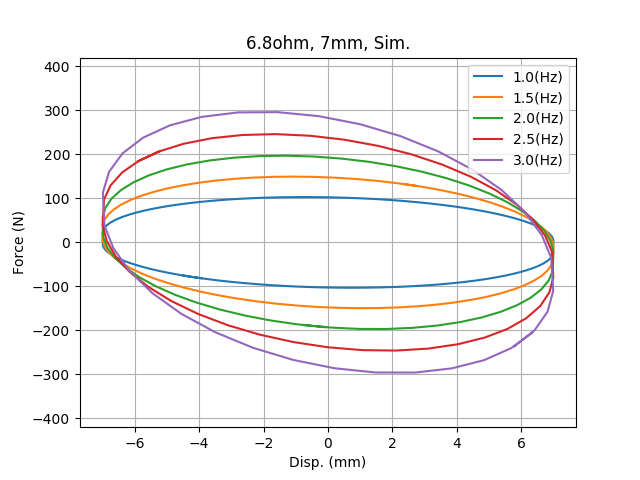 6.8ohm, 7mm, Sim.
400
300
200
100
0
−100
−200
−300
−400
Force (N)
−6
−4
−2
0
2
4
6
Disp. (mm)
1.0(Hz)
1.5(Hz)
2.0(Hz)
2.5(Hz)
3.0(Hz)